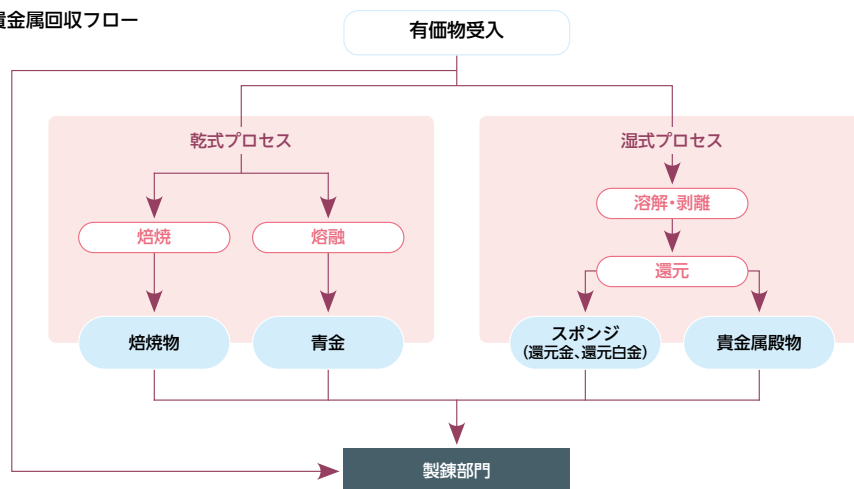 貴金属回収フロー
有価物受入
乾式プロセス
湿式プロセス
溶解・剥離
焙焼
熔融
還元
焙焼物
青金
スポンジ
(還元金、還元白金)
貴金属殿物
製錬部門